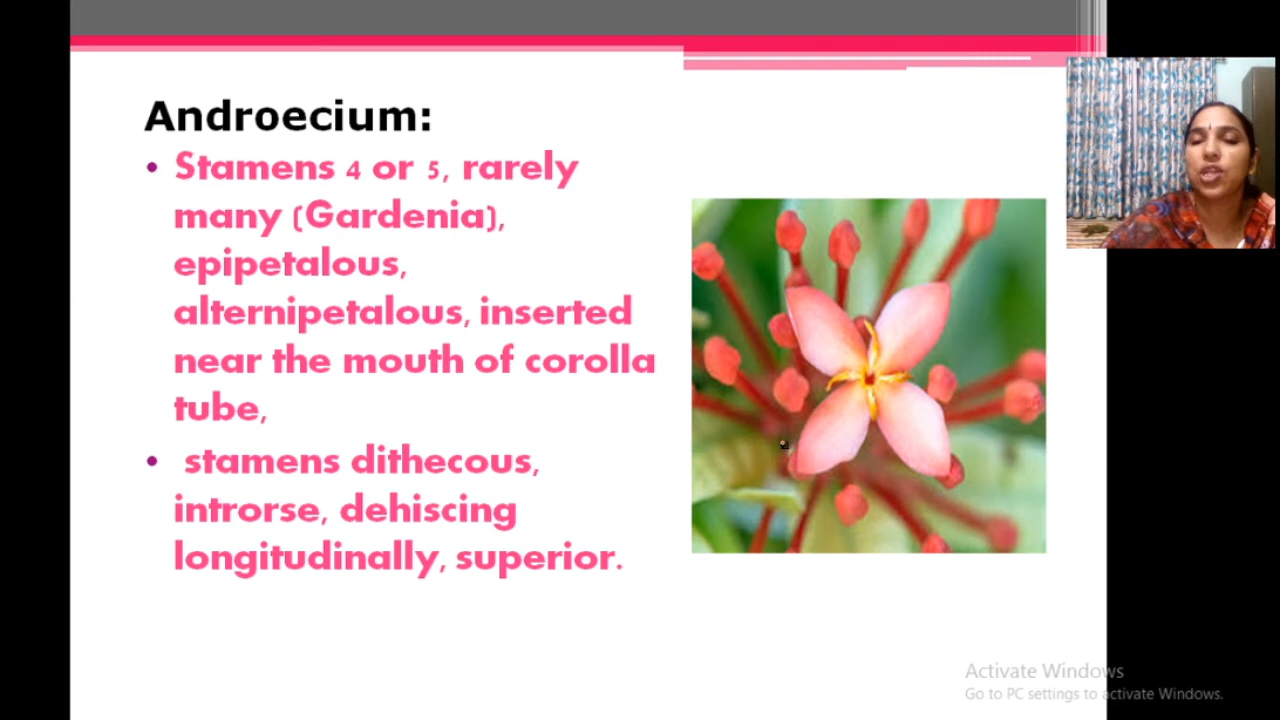 Androecium:
• Stamens 4 or 5, rarely
many (Gardenia),
epipetalous,
alternipetalous, inserted
near the mouth of corolla
tube,
• stamens dithecous,
introrse, dehiscing
longitudinally, superior.
Activate Windows
Go to PC settings to activate Windows.